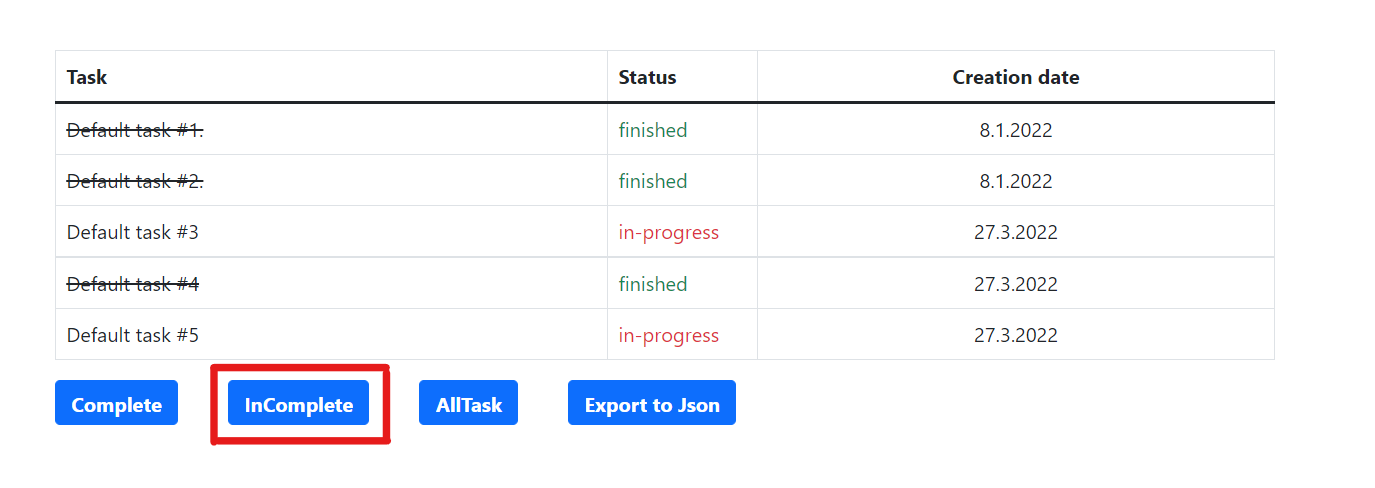 Task Status Creation date
Default task #1. finished 8.1.2022
Default task #2. finished 8.1.2022
Default task #3 in-progress 27.3.2022
Default task #4 finished 27.3.2022
Default task #5 in-progress 27.3.2022
Complete InComplete AllTask Export to Json